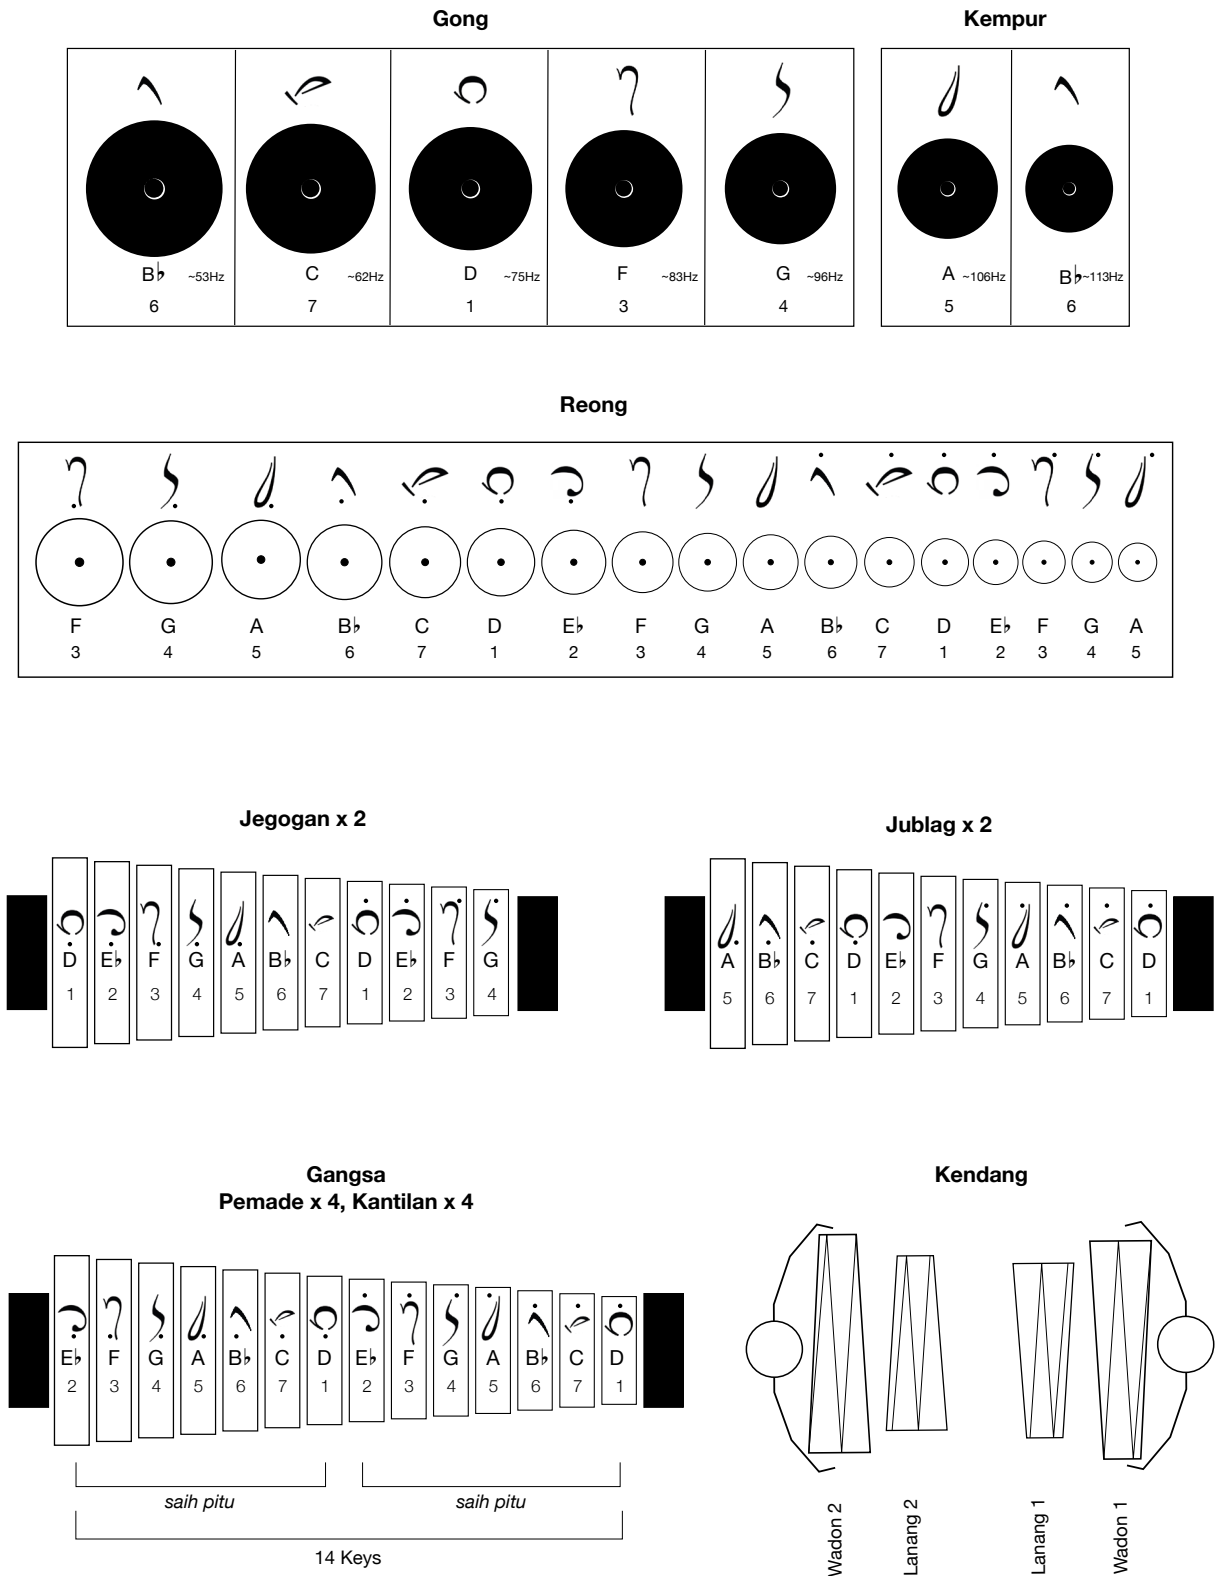 Gong
Kempur
B♭ ~53Hz
6
C ~62Hz
7
D ~75Hz
1
F ~83Hz
3
G ~96Hz
4
A ~106Hz
5
B♭ ~113Hz
6
Reong
F G A B♭ C D E♭ F G A B♭ C D E♭ F G A
3 4 5 6 7 1 2 3 4 5 6 7 1 2 3 4 5
Jegogan x 2
D E♭ F G A B♭ C D E♭ F G
1 2 3 4 5 6 7 1 2 3 4
Jublag x 2
A B♭ C D E♭ F G A B♭ C D
5 6 7 1 2 3 4 5 6 7 1
Gangsa
Pemade x 4, Kantilan x 4
E♭ F G A B♭ C D E♭ F G A B♭ C D
2 3 4 5 6 7 1 2 3 4 5 6 7 1
saih pitu
saih pitu
14 Keys
Kendang
Wadon 2
Lanang 2
Lanang 1
Wadon 1